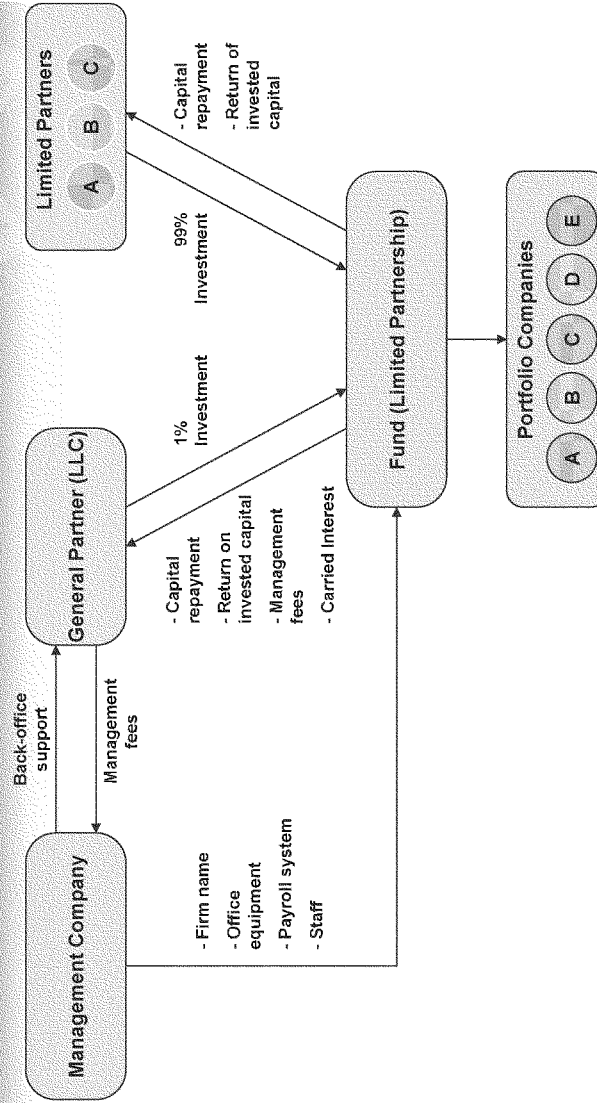 Management Company
Back-office
support
Management
fees
General Partner (LLC)
Limited Partners
A B C
- Firm name
- Office
equipment
- Payroll system
- Staff
- Capital
repayment
- Return on
invested capital
- Management
fees
- Carried Interest
1%
Investment
99%
Investment
- Capital
repayment
- Return of
invested
capital
Fund (Limited Partnership)
Portfolio Companies
A B C D E